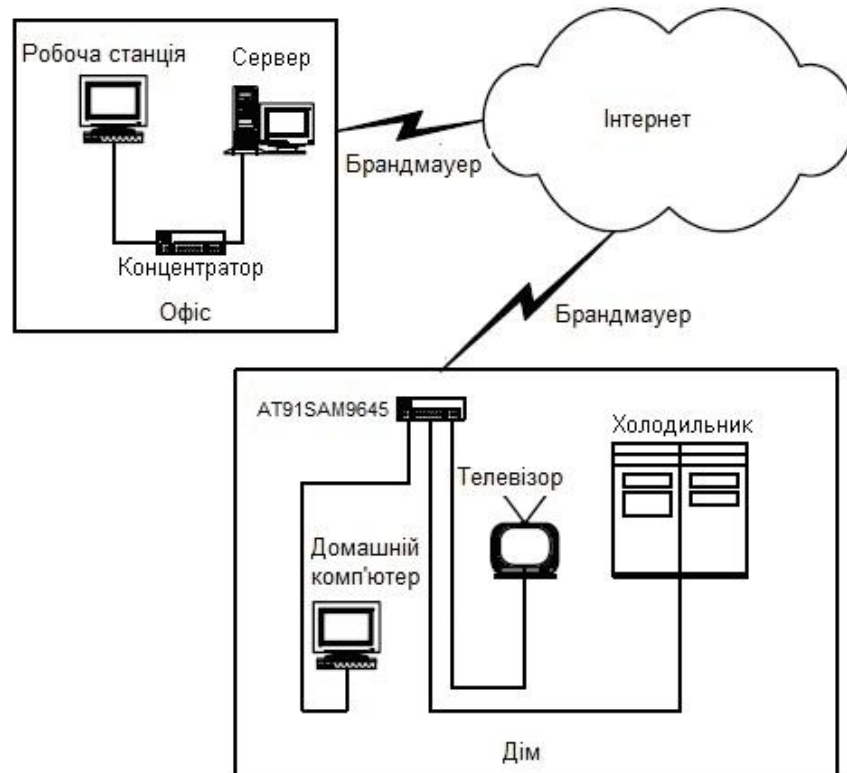 Робоча станція
Сервер
Концентратор
Офіс
Інтернет
Брандмауер
Брандмауер
AT91SAM9645
Холодильник
Телевізор
Домашній
комп'ютер
Дім